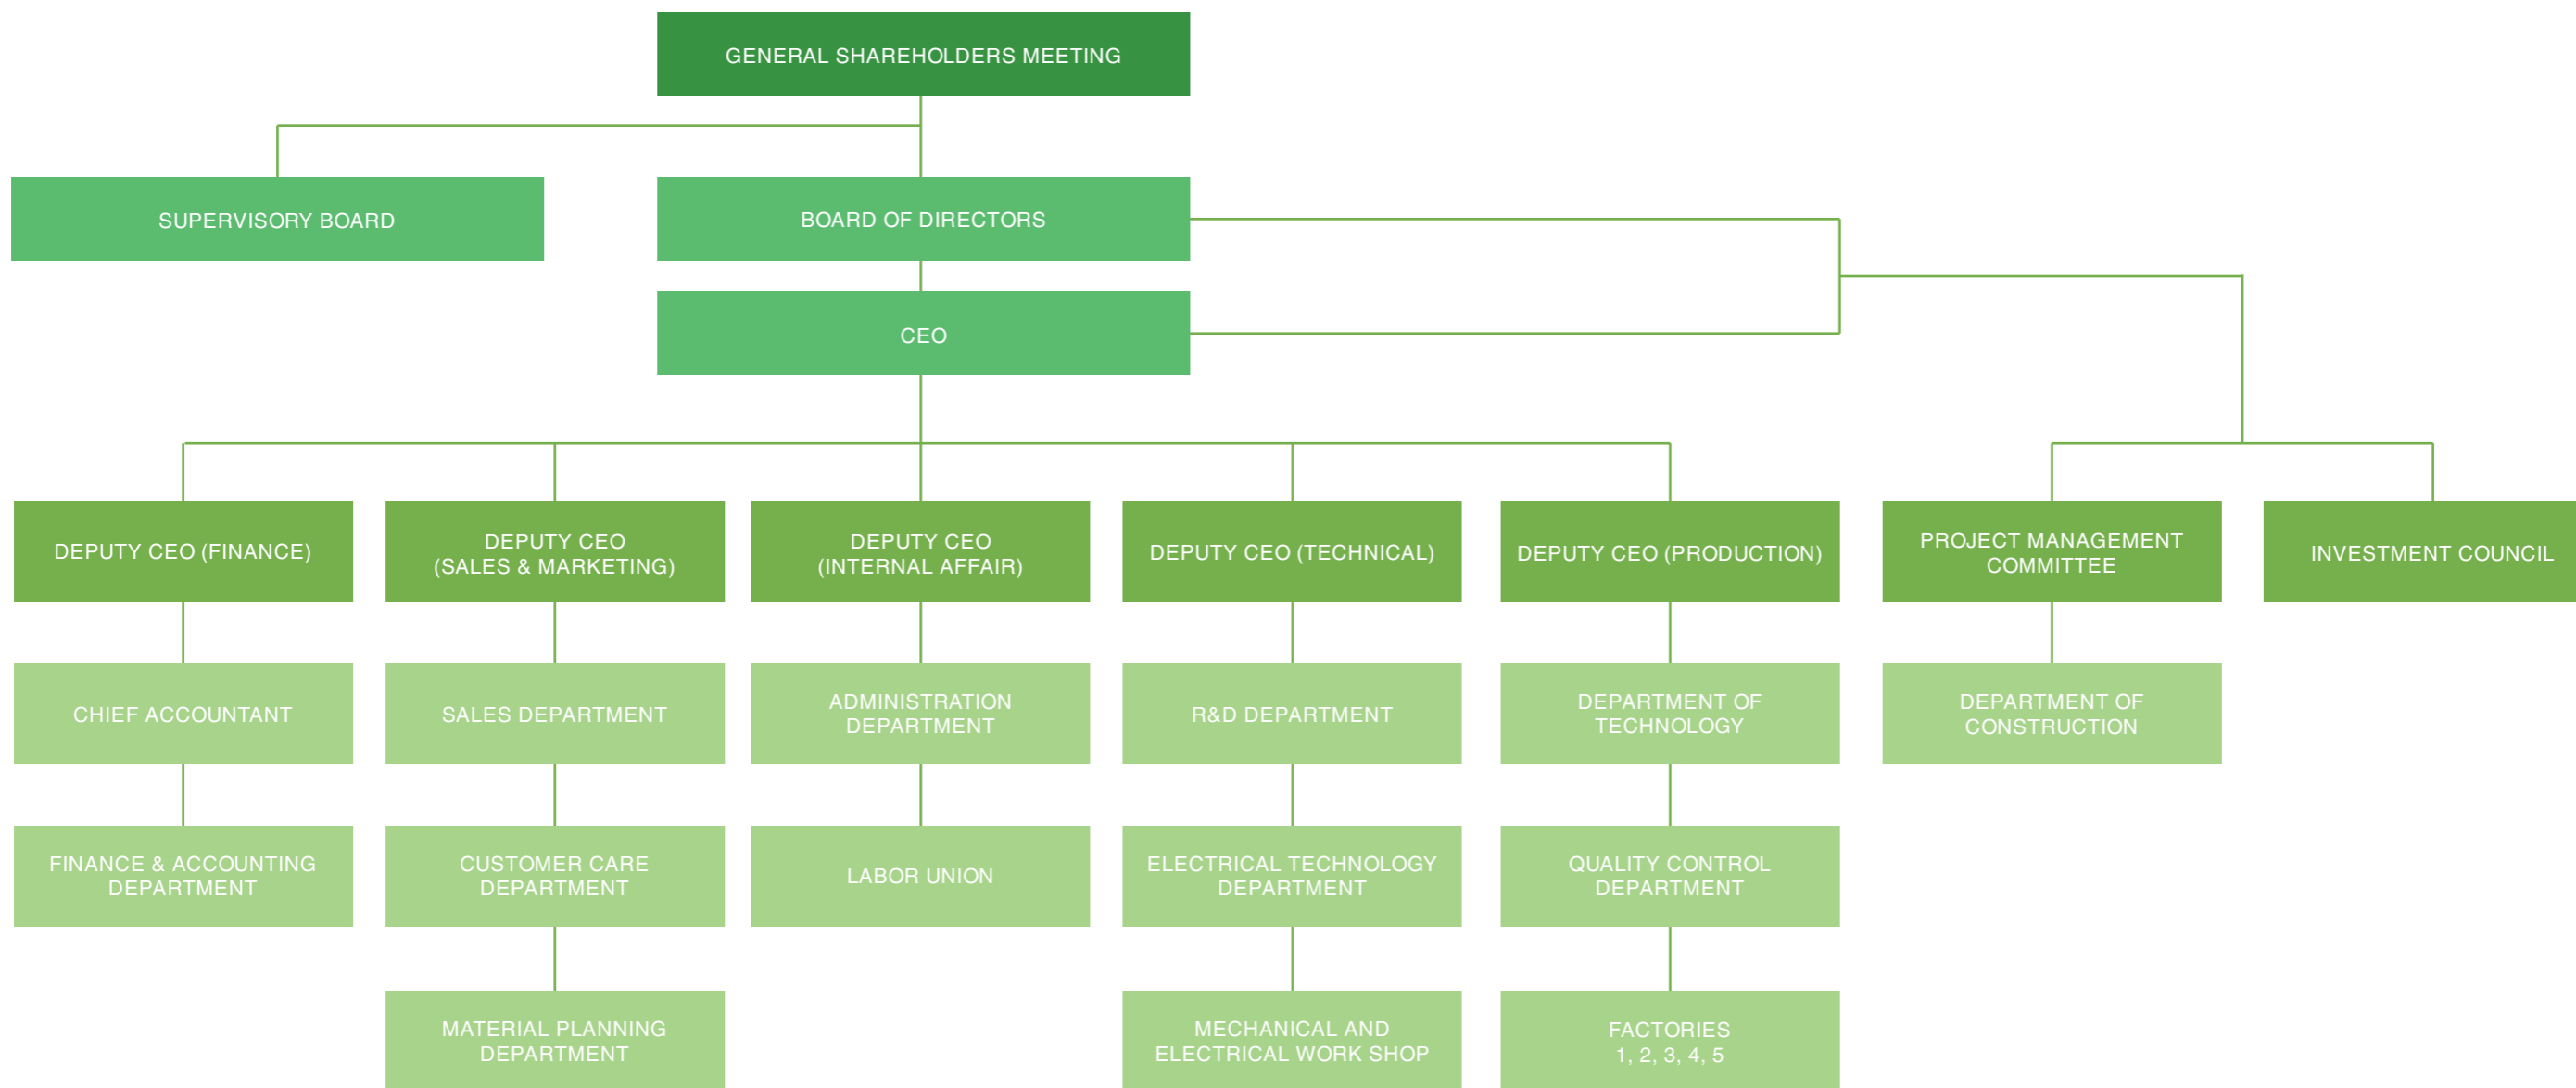 GENERAL SHAREHOLDERS MEETING
SUPERVISORY BOARD
BOARD OF DIRECTORS
CEO
DEPUTY CEO (FINANCE)
DEPUTY CEO
(SALES & MARKETING)
DEPUTY CEO
(INTERNAL AFFAIR)
DEPUTY CEO (TECHNICAL)
DEPUTY CEO (PRODUCTION)
PROJECT MANAGEMENT
COMMITTEE
INVESTMENT COUNCIL
CHIEF ACCOUNTANT
SALES DEPARTMENT
ADMINISTRATION
DEPARTMENT
R&D DEPARTMENT
DEPARTMENT OF
TECHNOLOGY
DEPARTMENT OF
CONSTRUCTION
FINANCE & ACCOUNTING
DEPARTMENT
CUSTOMER CARE
DEPARTMENT
LABOR UNION
ELECTRICAL TECHNOLOGY
DEPARTMENT
QUALITY CONTROL
DEPARTMENT
MATERIAL PLANNING
DEPARTMENT
MECHANICAL AND
ELECTRICAL WORK SHOP
FACTORIES
1, 2, 3, 4, 5